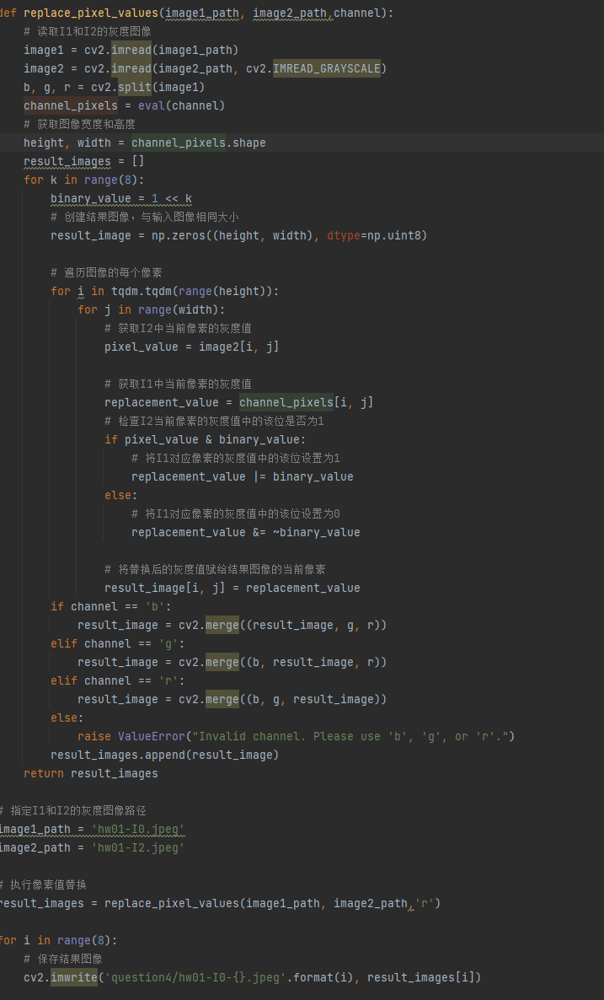 def replace_pixel_values(image1_path, image2_path,channel):
# 读取I1和I2的灰度图像
image1 = cv2.imread(image1_path)
image2 = cv2.imread(image2_path, cv2.IMREAD_GRAYSCALE)
b, g, r = cv2.split(image1)
channel_pixels = eval(channel)
# 获取图像宽度和高度
height, width = channel_pixels.shape
result_images = []
for k in range(8):
binary_value = 1 << k
# 创建结果图像，与输入图像相同大小
result_image = np.zeros((height, width), dtype=np.uint8)
# 遍历图像的每个像素
for i in tqdm.tqdm(range(height)):
for j in range(width):
# 获取I2中当前像素的灰度值
pixel_value = image2[i, j]
# 获取I1中当前像素的灰度值
replacement_value = channel_pixels[i, j]
# 检查I2当前像素的灰度值中的该位是否为1
if pixel_value & binary_value:
# 将I1对应像素的灰度值中的该位设置为1
replacement_value |= binary_value
else:
# 将I1对应像素的灰度值中的该位设置为0
replacement_value &= ~binary_value
# 将替换后的灰度值赋给结果图像的当前像素
result_image[i, j] = replacement_value
if channel == 'b':
result_image = cv2.merge((result_image, g, r))
elif channel == 'g':
result_image = cv2.merge((b, result_image, r))
elif channel == 'r':
result_image = cv2.merge((b, g, result_image))
else:
raise ValueError("Invalid channel. Please use 'b', 'g', or 'r'.")
result_images.append(result_image)
return result_images
# 指定I1和I2的灰度图像路径
image1_path = 'hw01-I0.jpeg'
image2_path = 'hw01-I2.jpeg'
# 执行像素值替换
result_images = replace_pixel_values(image1_path, image2_path,'r')
for i in range(8):
# 保存结果图像
cv2.imwrite('question4/hw01-I0-{}.jpeg'.format(i), result_images[i])